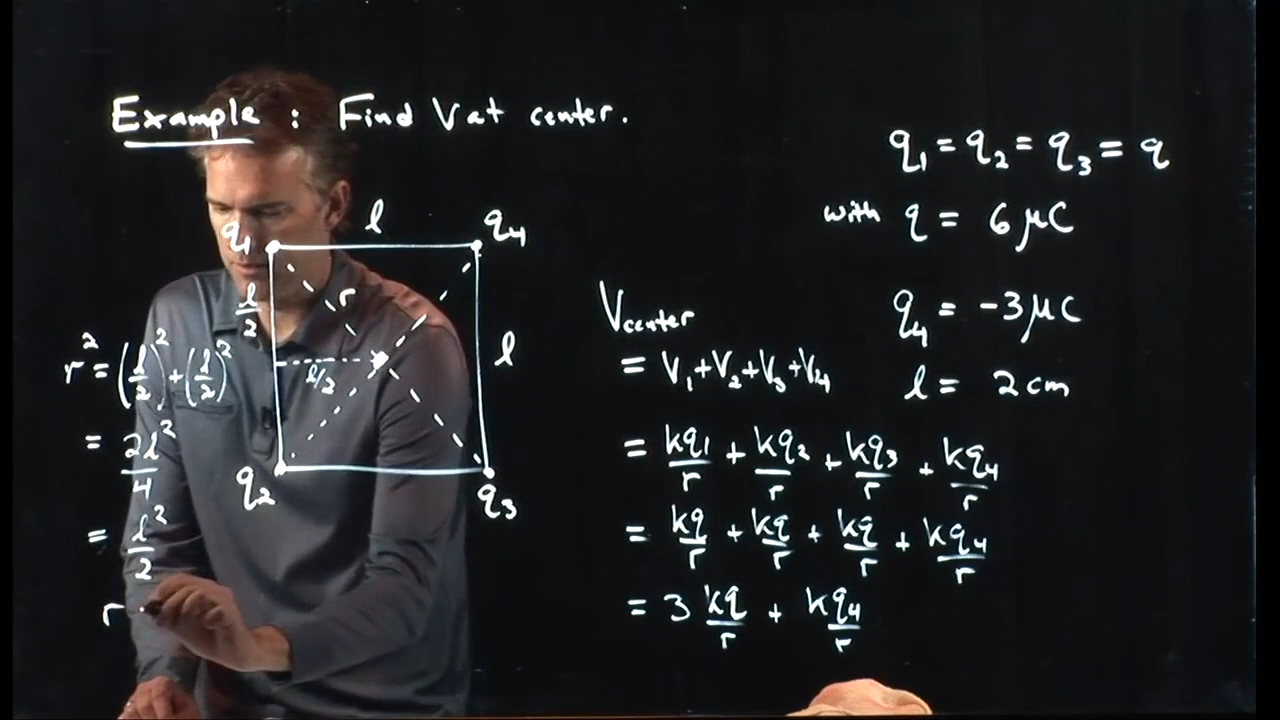 Example : Find V at center.
q₁ = q₂ = q₃ = q
with q = 6 μC
q₄ = -3 μC
l = 2 cm
q₁
l
q₄
l/2
r
l/2
l
q₂
q₃
r² = (l/2)² + (l/2)²
= 2l²/4
= l²/2
r
Vcenter
= V₁ + V₂ + V₃ + V₄
= kq₁/r + kq₂/r + kq₃/r + kq₄/r
= kq/r + kq/r + kq/r + kq₄/r
= 3 kq/r + kq₄/r